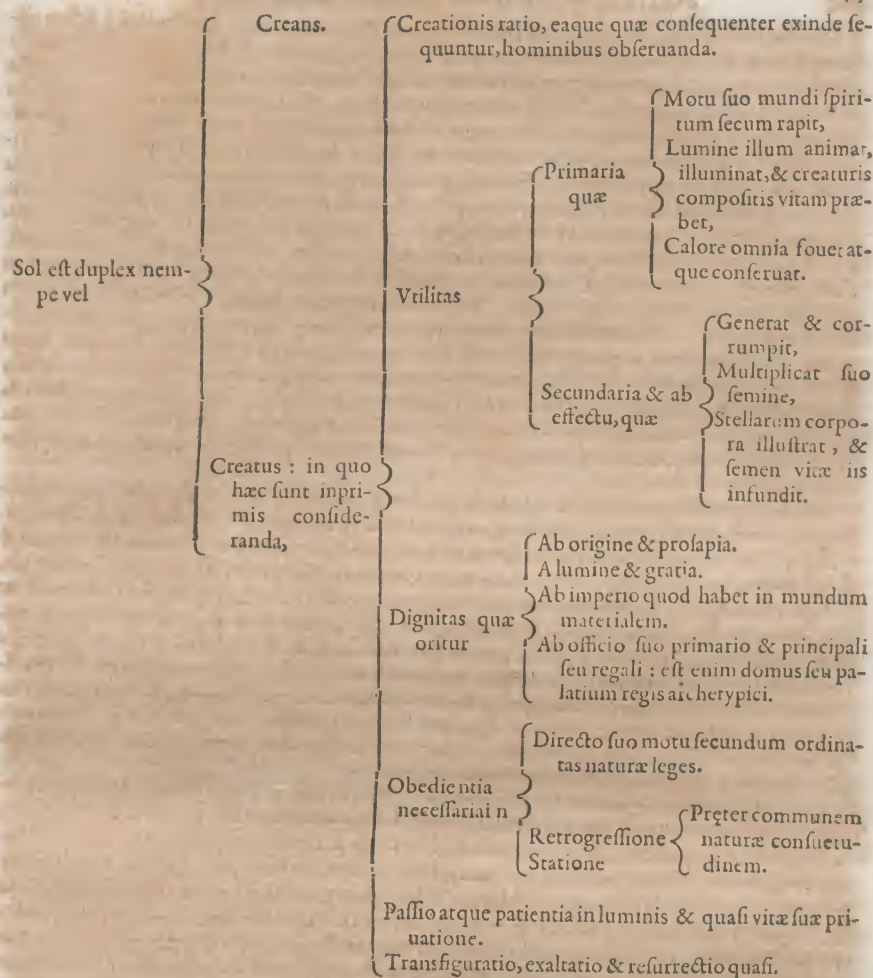 Sol est duplex nem-
pe vel
Creans.
Creatus : in quo
hæc sunt inpri-
mis conside-
randa,
Creationis ratio, eaque quæ consequenter exinde se-
quuntur, hominibus obseruanda.
Vtilitas
Primaria
quæ
Motu suo mundi spiri-
tum secum rapit,
Lumine illum animat,
illuminat, & creaturis
compositis vitam præ-
bet,
Calore omnia fouet at-
que conseruat.
Secundaria & ab
effectu, quæ
Generat & cor-
rumpit,
Multiplicat suo
semine,
Stellarum corpo-
ra illustrat, &
semen vitæ iis
infundit.
Dignitas quæ
oritur
Ab origine & prosapia.
A lumine & gratia.
Ab imperio quod habet in mundum
materialem.
Ab officio suo primario & principali
seu regali : est enim domus seu pa-
latium regis archetypici.
Obedientia
necessaria in
Directo suo motu secundum ordina-
tas naturæ leges.
Retrogressione
Statione
Pręter communem
naturæ consuetu-
dinem.
Passio atque patientia in luminis & quasi vitæ suæ pri-
uatione.
Transfiguratio, exaltatio & resurrectio quasi.